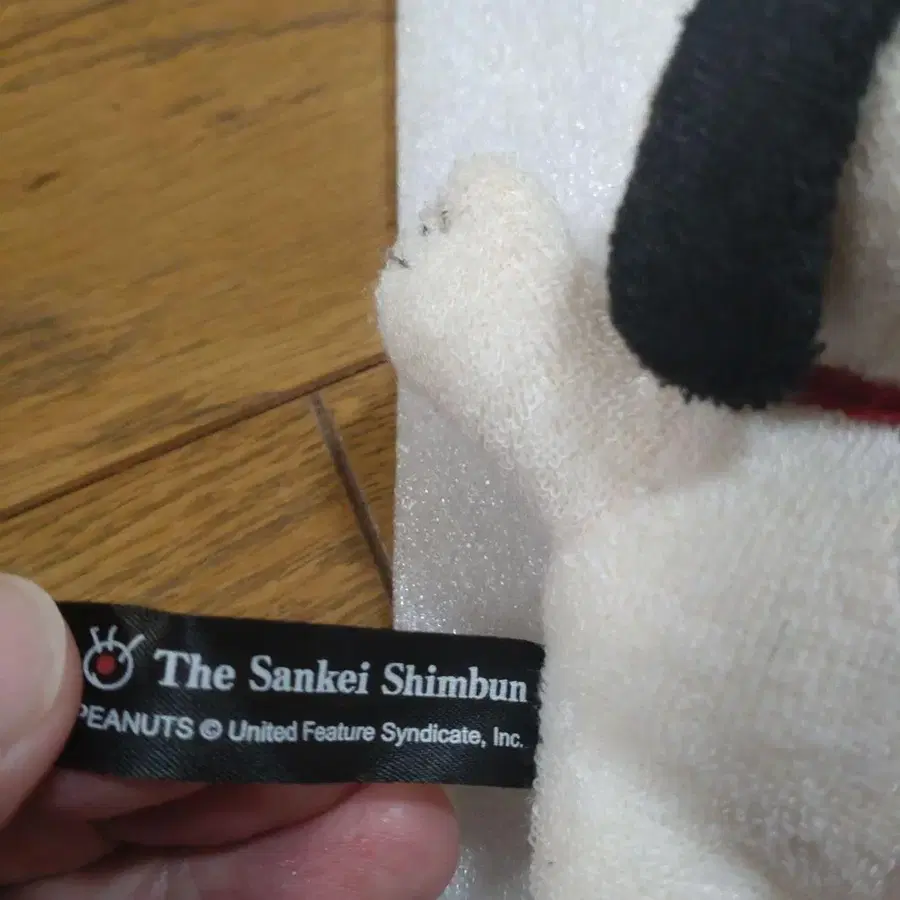 The Sankei Shimbun
PEANUTS © United Feature Syndicate, Inc.